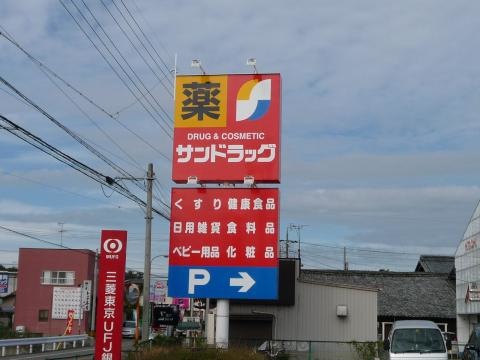 薬
DRUG & COSMETIC
サンドラッグ
くすり 健康食品
日用雑貨 食料品
ベビー用品 化粧品
P →
MUFG
三菱東京UFJ銀